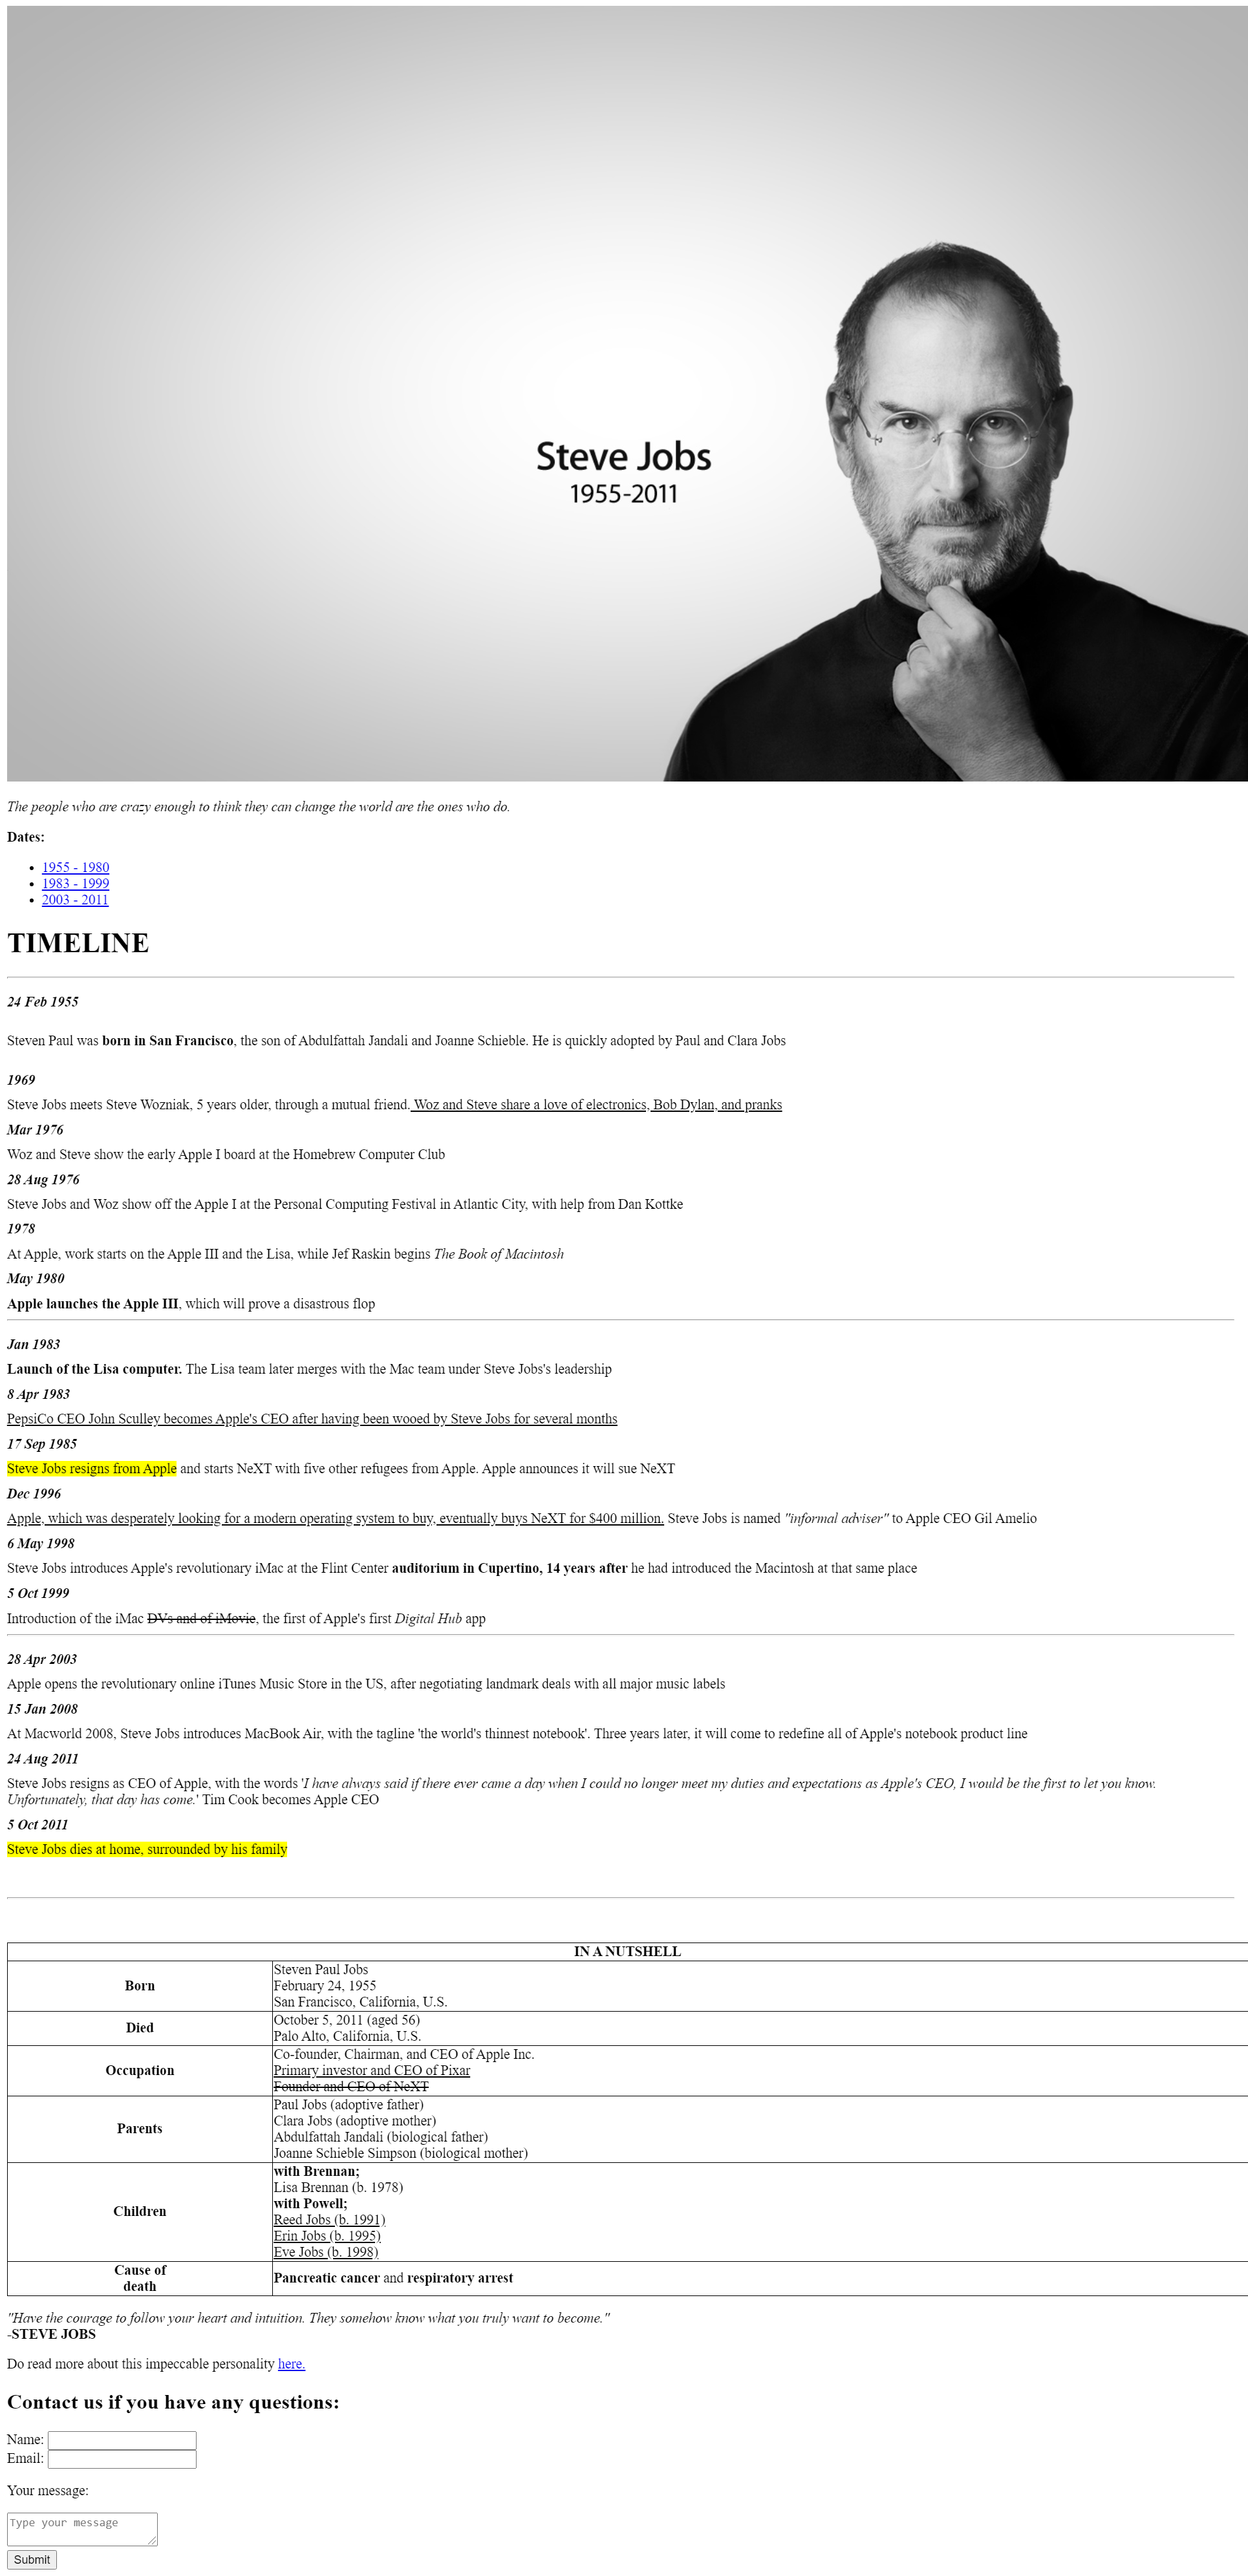 Steve Jobs
1955-2011
The people who are crazy enough to think they can change the world are the ones who do.
Dates:
1955 - 1980
1983 - 1999
2003 - 2011
TIMELINE
24 Feb 1955
Steven Paul was born in San Francisco, the son of Abdulfattah Jandali and Joanne Schieble. He is quickly adopted by Paul and Clara Jobs
1969
Steve Jobs meets Steve Wozniak, 5 years older, through a mutual friend. Woz and Steve share a love of electronics, Bob Dylan, and pranks
Mar 1976
Woz and Steve show the early Apple I board at the Homebrew Computer Club
28 Aug 1976
Steve Jobs and Woz show off the Apple I at the Personal Computing Festival in Atlantic City, with help from Dan Kottke
1978
At Apple, work starts on the Apple III and the Lisa, while Jef Raskin begins The Book of Macintosh
May 1980
Apple launches the Apple III, which will prove a disastrous flop
Jan 1983
Launch of the Lisa computer. The Lisa team later merges with the Mac team under Steve Jobs's leadership
8 Apr 1983
PepsiCo CEO John Sculley becomes Apple's CEO after having been wooed by Steve Jobs for several months
17 Sep 1985
Steve Jobs resigns from Apple and starts NeXT with five other refugees from Apple. Apple announces it will sue NeXT
Dec 1996
Apple, which was desperately looking for a modern operating system to buy, eventually buys NeXT for $400 million. Steve Jobs is named "informal adviser" to Apple CEO Gil Amelio
6 May 1998
Steve Jobs introduces Apple's revolutionary iMac at the Flint Center auditorium in Cupertino, 14 years after he had introduced the Macintosh at that same place
5 Oct 1999
Introduction of the iMac DVs and of iMovie, the first of Apple's first Digital Hub app
28 Apr 2003
Apple opens the revolutionary online iTunes Music Store in the US, after negotiating landmark deals with all major music labels
15 Jan 2008
At Macworld 2008, Steve Jobs introduces MacBook Air, with the tagline 'the world's thinnest notebook'. Three years later, it will come to redefine all of Apple's notebook product line
24 Aug 2011
Steve Jobs resigns as CEO of Apple, with the words 'I have always said if there ever came a day when I could no longer meet my duties and expectations as Apple's CEO, I would be the first to let you know.
Unfortunately, that day has come.' Tim Cook becomes Apple CEO
5 Oct 2011
Steve Jobs dies at home, surrounded by his family
IN A NUTSHELL
Born
Steven Paul Jobs
February 24, 1955
San Francisco, California, U.S.
Died
October 5, 2011 (aged 56)
Palo Alto, California, U.S.
Occupation
Co-founder, Chairman, and CEO of Apple Inc.
Primary investor and CEO of Pixar
Founder and CEO of NeXT
Parents
Paul Jobs (adoptive father)
Clara Jobs (adoptive mother)
Abdulfattah Jandali (biological father)
Joanne Schieble Simpson (biological mother)
Children
with Brennan;
Lisa Brennan (b. 1978)
with Powell;
Reed Jobs (b. 1991)
Erin Jobs (b. 1995)
Eve Jobs (b. 1998)
Cause of
death
Pancreatic cancer and respiratory arrest
"Have the courage to follow your heart and intuition. They somehow know what you truly want to become."
-STEVE JOBS
Do read more about this impeccable personality here.
Contact us if you have any questions:
Name:
Email:
Your message:
Type your message
Submit